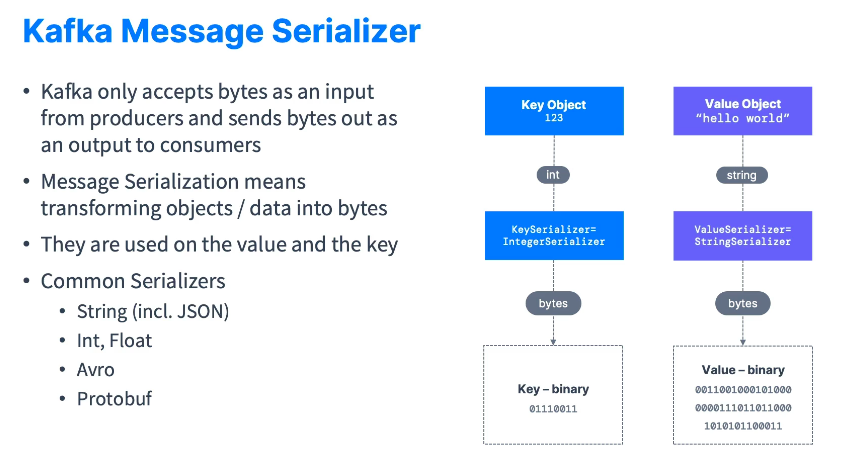 Kafka Message Serializer
• Kafka only accepts bytes as an input
from producers and sends bytes out as
an output to consumers
• Message Serialization means
transforming objects / data into bytes
• They are used on the value and the key
• Common Serializers
• String (incl. JSON)
• Int, Float
• Avro
• Protobuf
Key Object
123
int
KeySerializer=
IntegerSerializer
bytes
Key – binary
01110011
Value Object
“hello world”
string
ValueSerializer=
StringSerializer
bytes
Value – binary
0011001000101000
0000111011011000
1010101100011